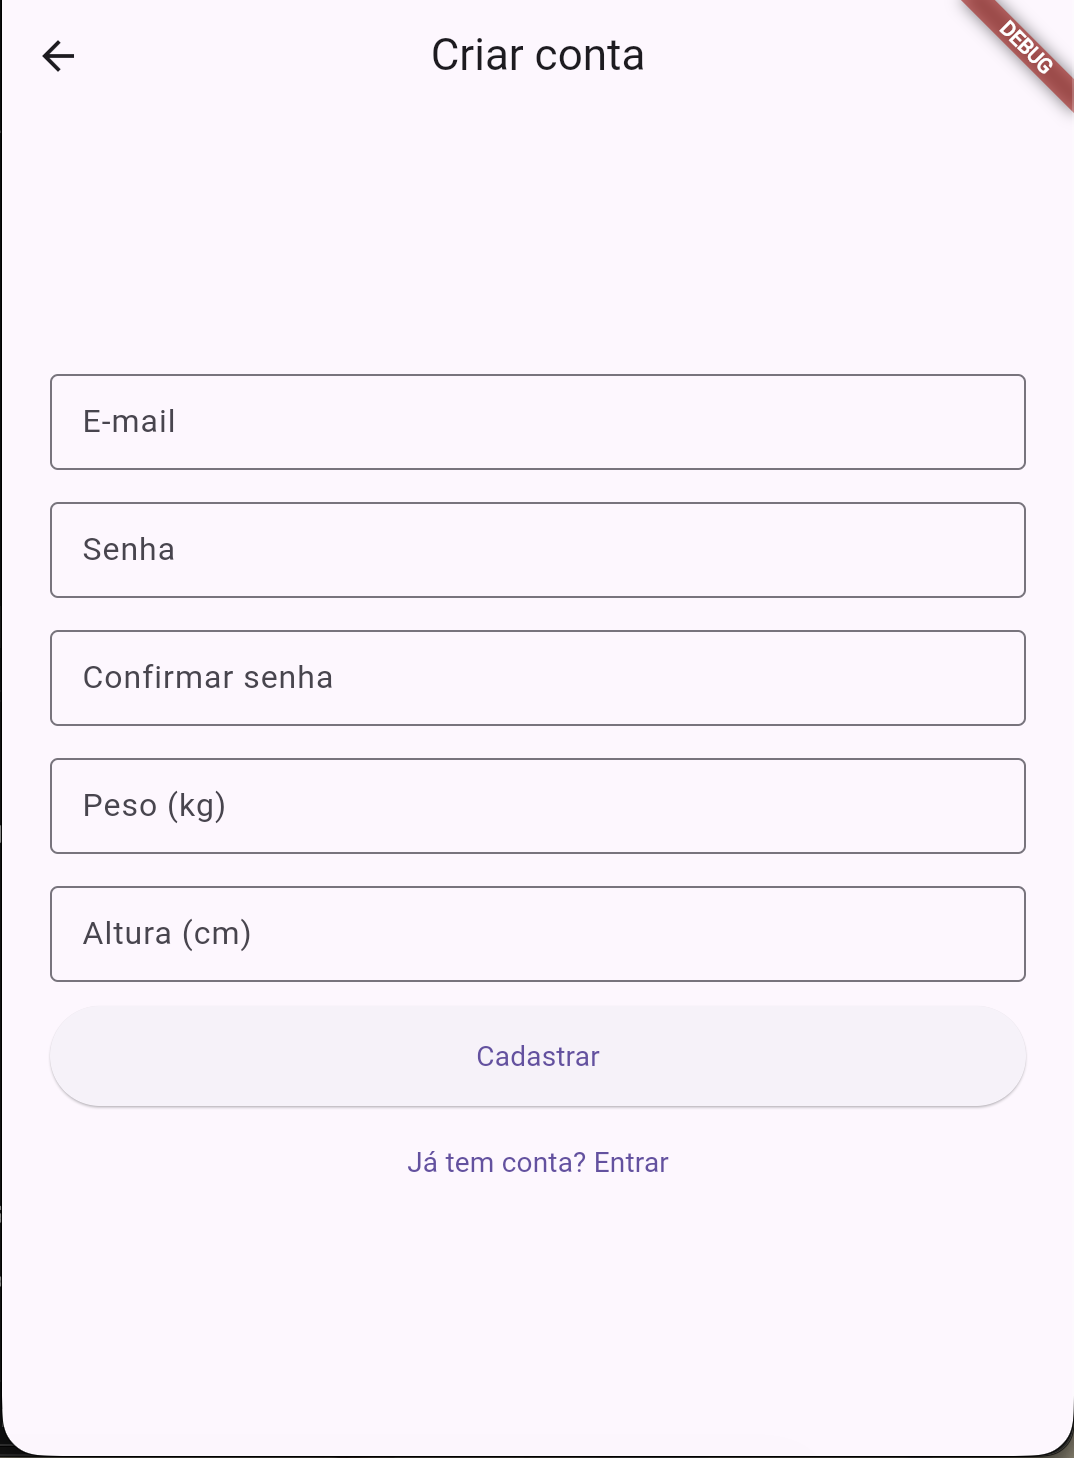 Criar conta
DEBUG
E-mail
Senha
Confirmar senha
Peso (kg)
Altura (cm)
Cadastrar
Já tem conta? Entrar